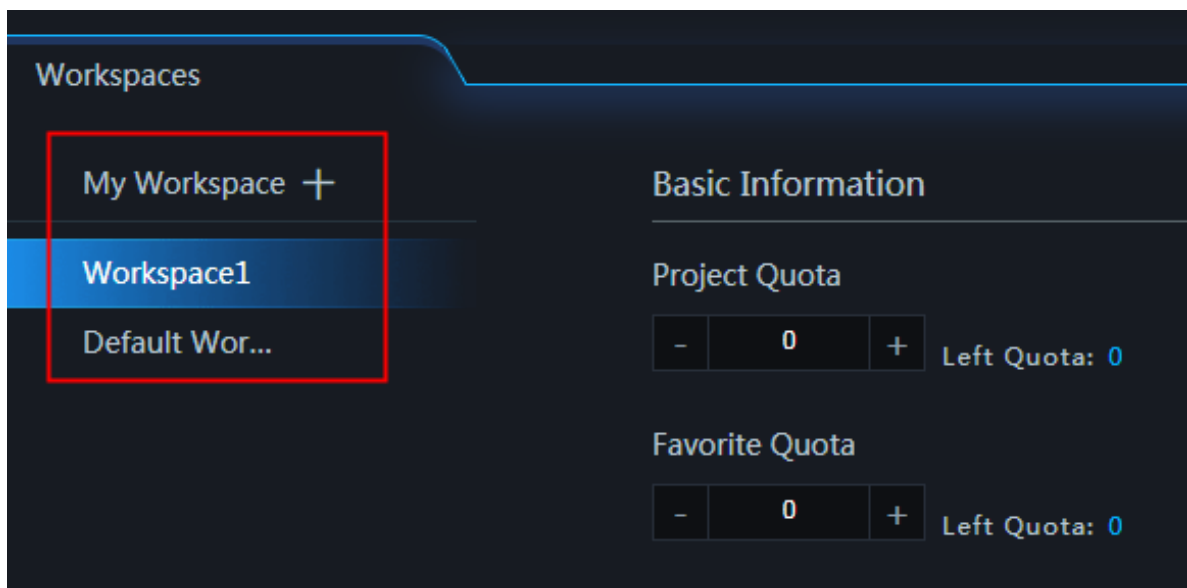 Workspaces
My Workspace +
Workspace1
Default Wor...
Basic Information
Project Quota
- 0 + Left Quota: 0
Favorite Quota
- 0 + Left Quota: 0